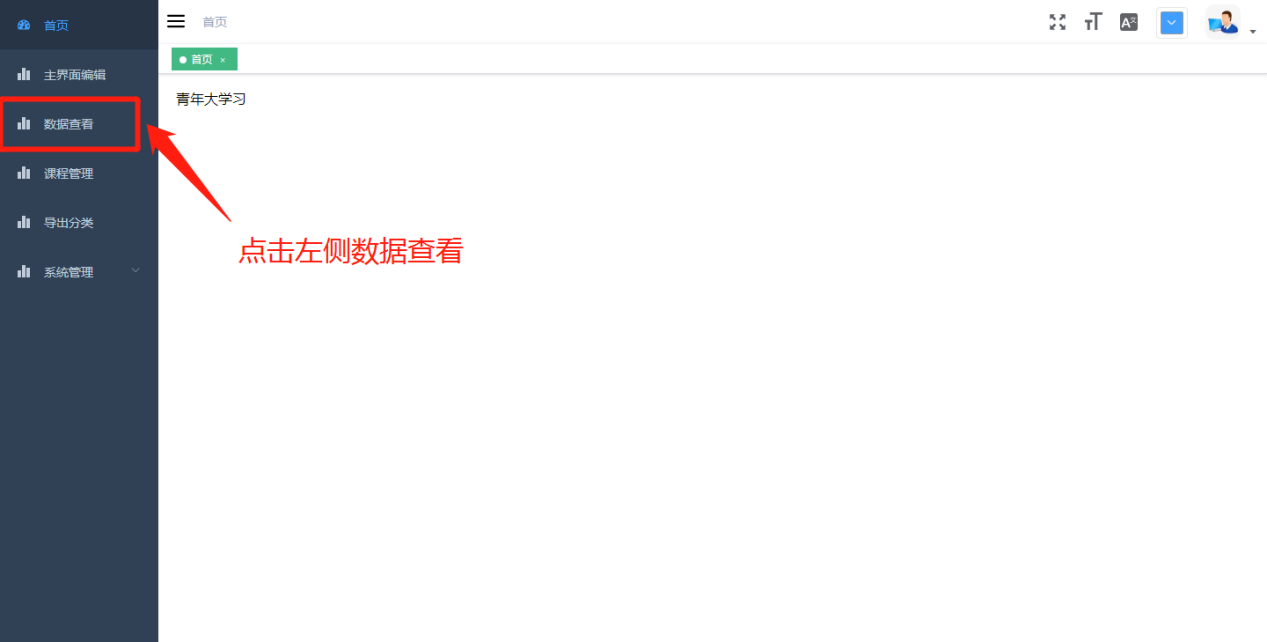 首页
主界面编辑
数据查看
课程管理
导出分类
系统管理
首页
首页 ×
青年大学习
点击左侧数据查看
A文